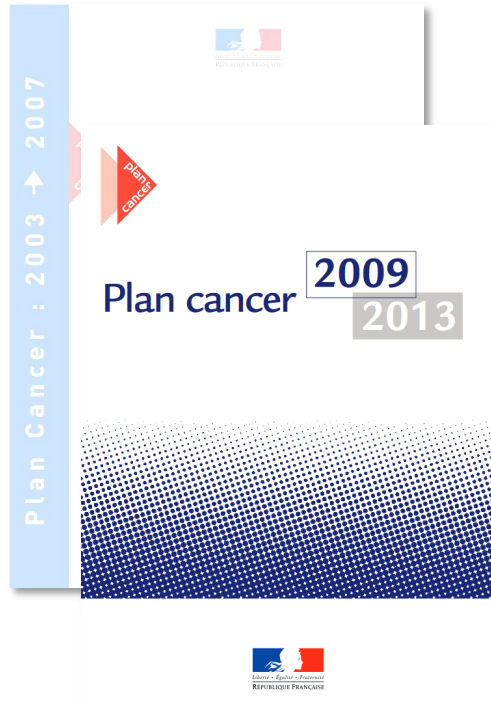 RÉPUBLIQUE FRANÇAISE
Plan Cancer : 2003 → 2007
plan
cancer
Plan cancer 2009
2013
Liberté • Égalité • Fraternité
RÉPUBLIQUE FRANÇAISE